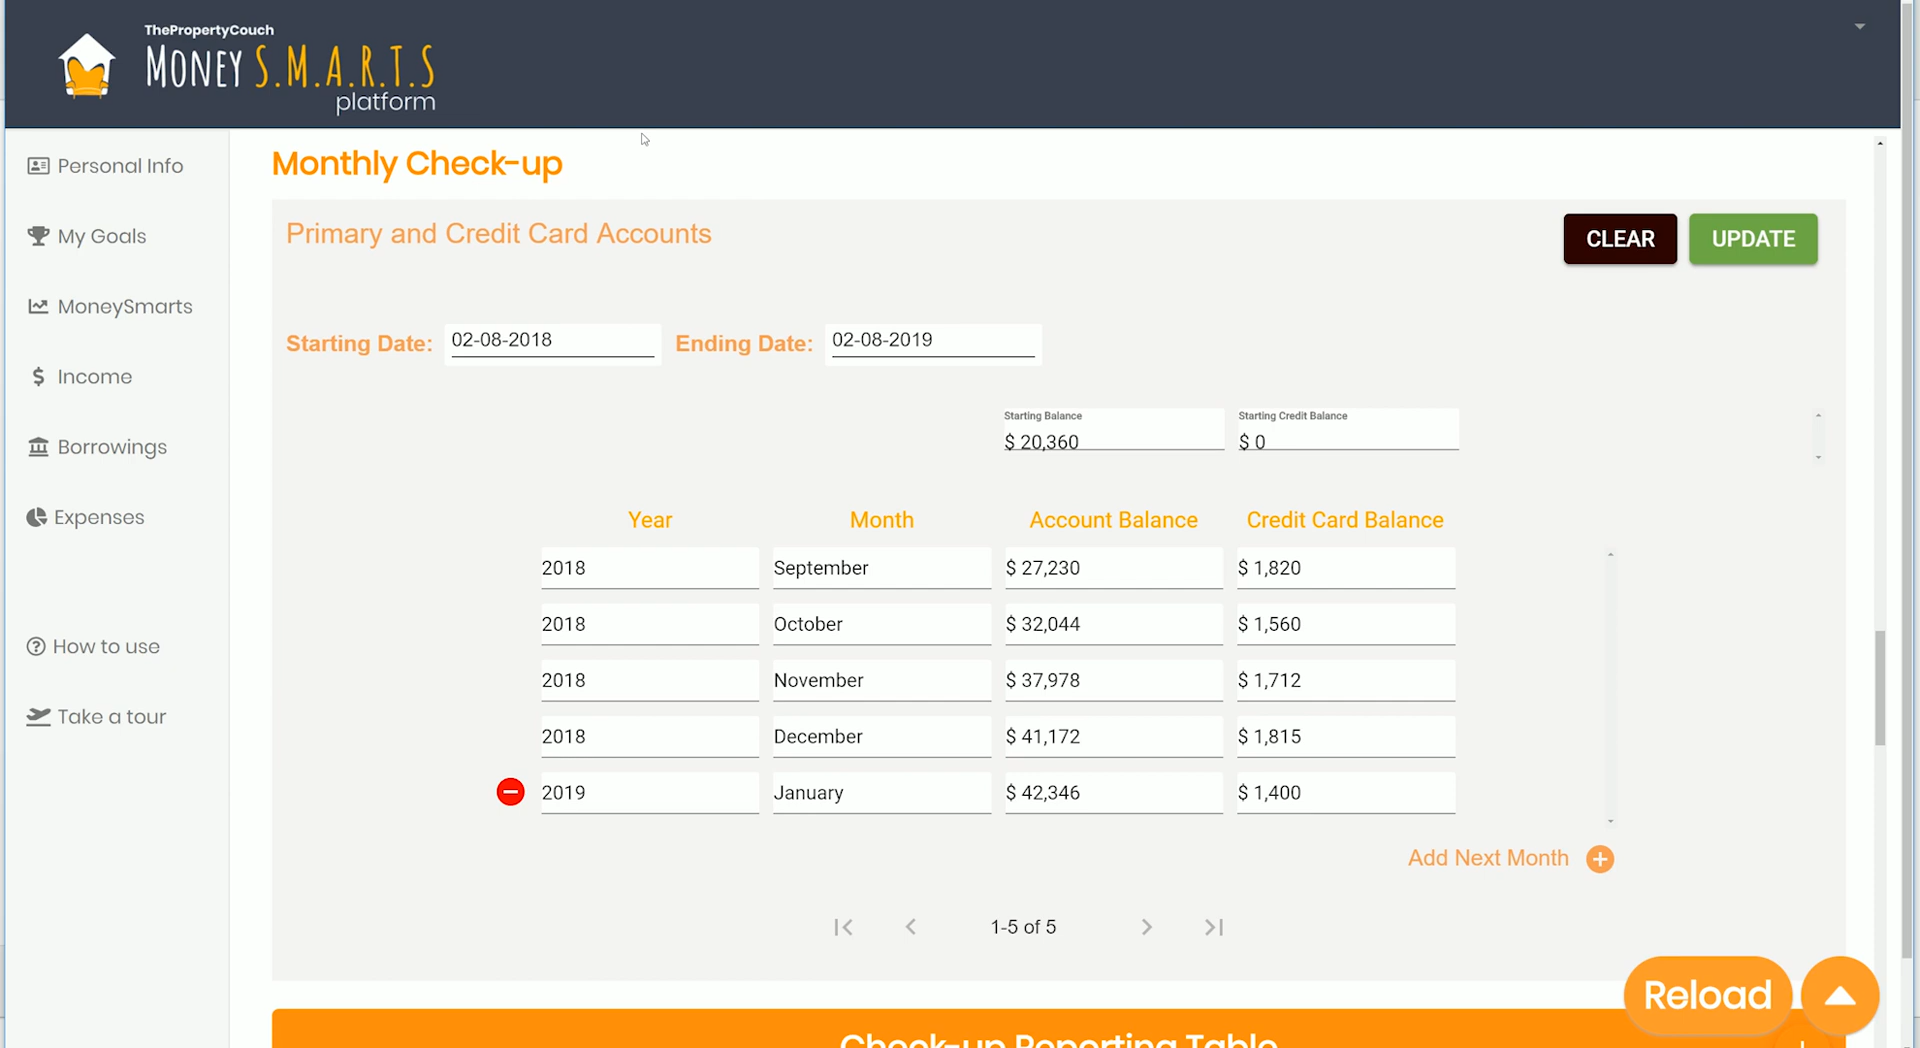 ThePropertyCouch
MONEY S.M.A.R.T.S
platform
Personal Info
My Goals
MoneySmarts
Income
Borrowings
Expenses
How to use
Take a tour
Monthly Check-up
Primary and Credit Card Accounts
CLEAR UPDATE
Starting Date: 02-08-2018 Ending Date: 02-08-2019
Starting Balance Starting Credit Balance
$ 20,360 $ 0
Year Month Account Balance Credit Card Balance
2018 September $ 27,230 $ 1,820
2018 October $ 32,044 $ 1,560
2018 November $ 37,978 $ 1,712
2018 December $ 41,172 $ 1,815
2019 January $ 42,346 $ 1,400
Add Next Month
1-5 of 5
Reload
Check-up Reporting Table